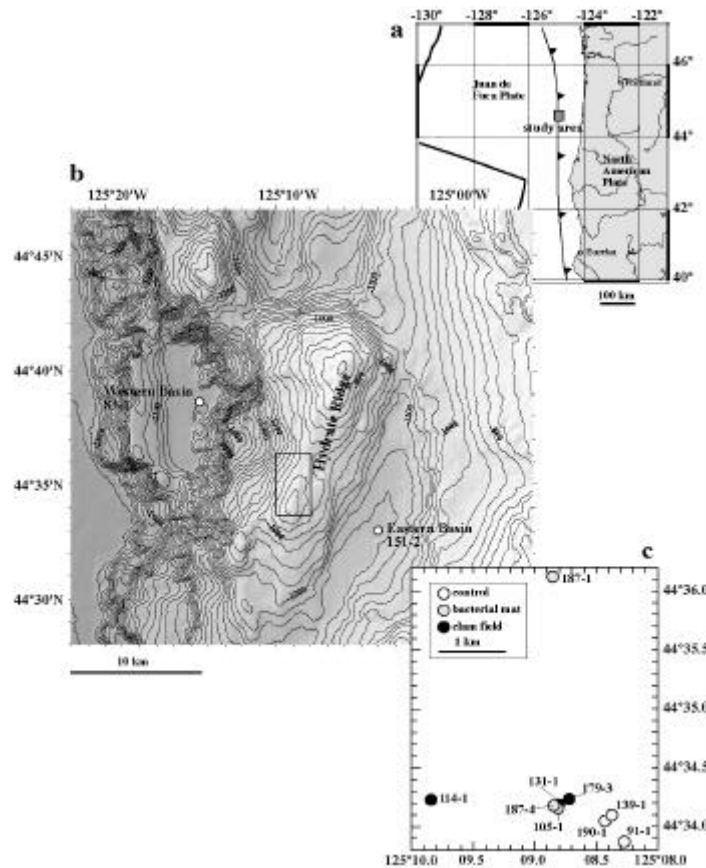 a
-130° -128° -126° -124° -122°
46°
44°
42°
40°
Juan de
Fuca Plate
Portland
study area
North
American
Plate
Eureka
100 km
b
125°20'W 125°10'W 125°00'W
44°45'N
44°40'N
44°35'N
44°30'N
Western Basin
Hydrate Ridge
Eastern Basin
151-2
10 km
c
control
bacterial mat
clam field
1 km
187-1
44°36.0
44°35.5
44°35.0
44°34.5
44°34.0
131-1
179-3
114-1
187-4
139-1
105-1
190-1
91-1
125°10.0 09.5 09.0 08.5 125°08.0